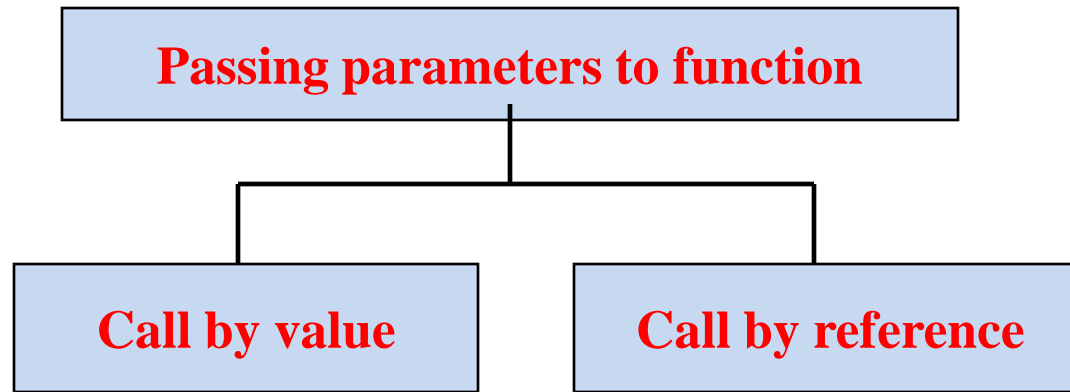 Passing parameters to function
Call by value
Call by reference